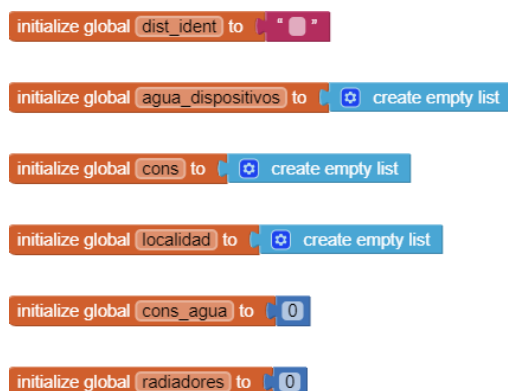 initialize global dist_ident to " "
initialize global agua_dispositivos to create empty list
initialize global cons to create empty list
initialize global localidad to create empty list
initialize global cons_agua to 0
initialize global radiadores to 0